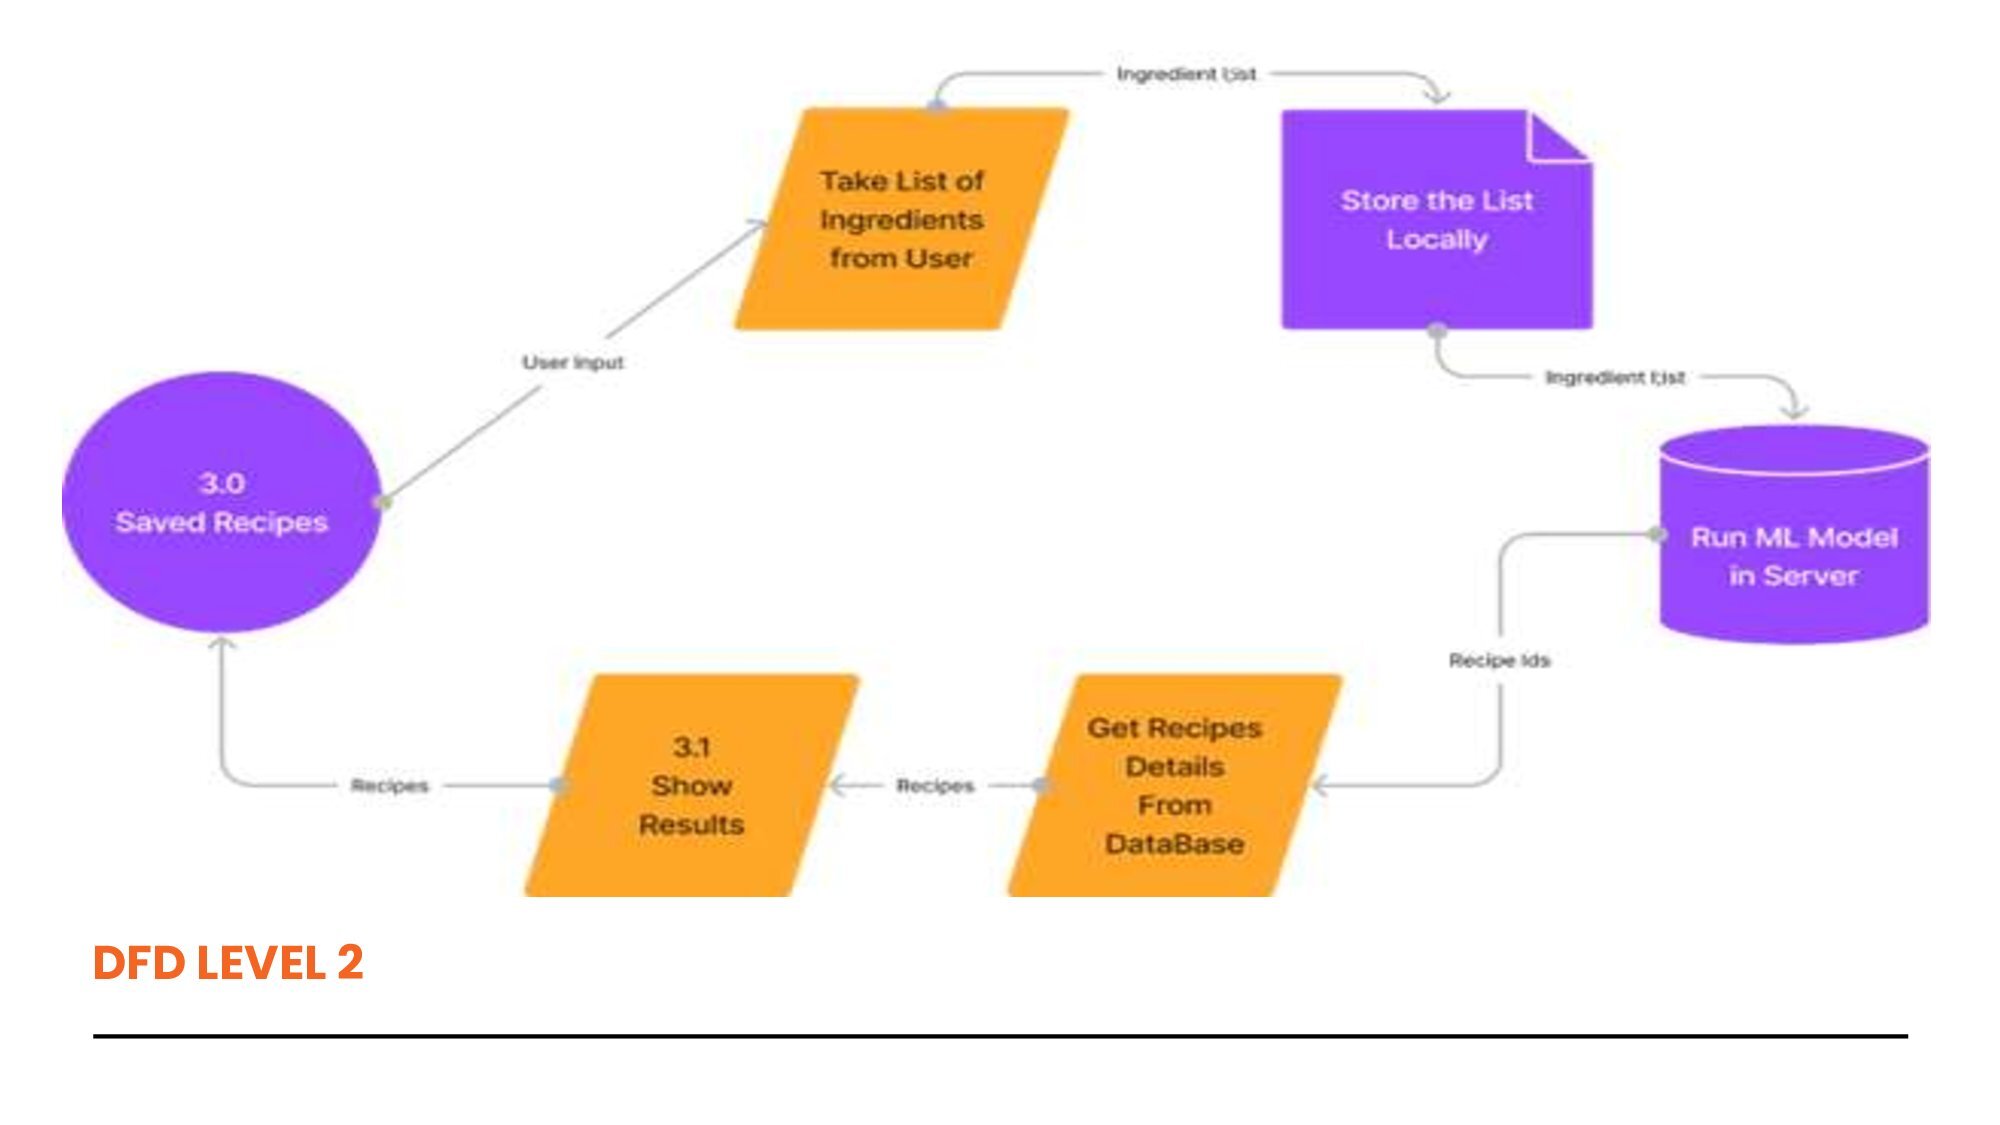 Ingredient List
Take List of
Ingredients
from User
Store the List
Locally
User Input
Ingredient List
3.0
Saved Recipes
Run ML Model
in Server
Recipe Ids
Get Recipes
Details
From
DataBase
3.1
Show
Results
Recipes
Recipes
DFD LEVEL 2